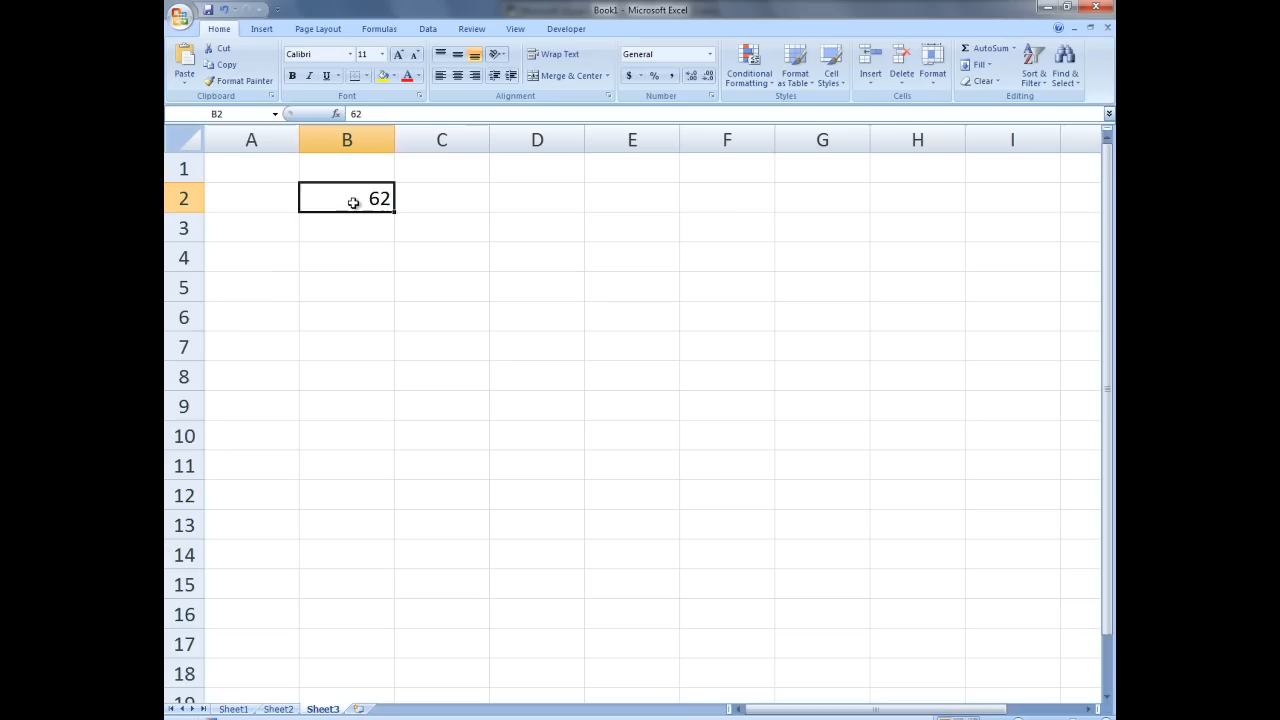 Book1 - Microsoft Excel
Home Insert Page Layout Formulas Data Review View Developer
Paste Cut Copy Format Painter Clipboard
Calibri 11 A A B I U A Font
Wrap Text Merge & Center Alignment
General $ % , Number
Conditional Formatting Format as Table Cell Styles Styles
Insert Delete Format Cells
Σ AutoSum Fill Clear Sort & Filter Find & Select Editing
B2 fx 62
A B C D E F G H I
1
2 62
3
4
5
6
7
8
9
10
11
12
13
14
15
16
17
18
19
Sheet1 Sheet2 Sheet3